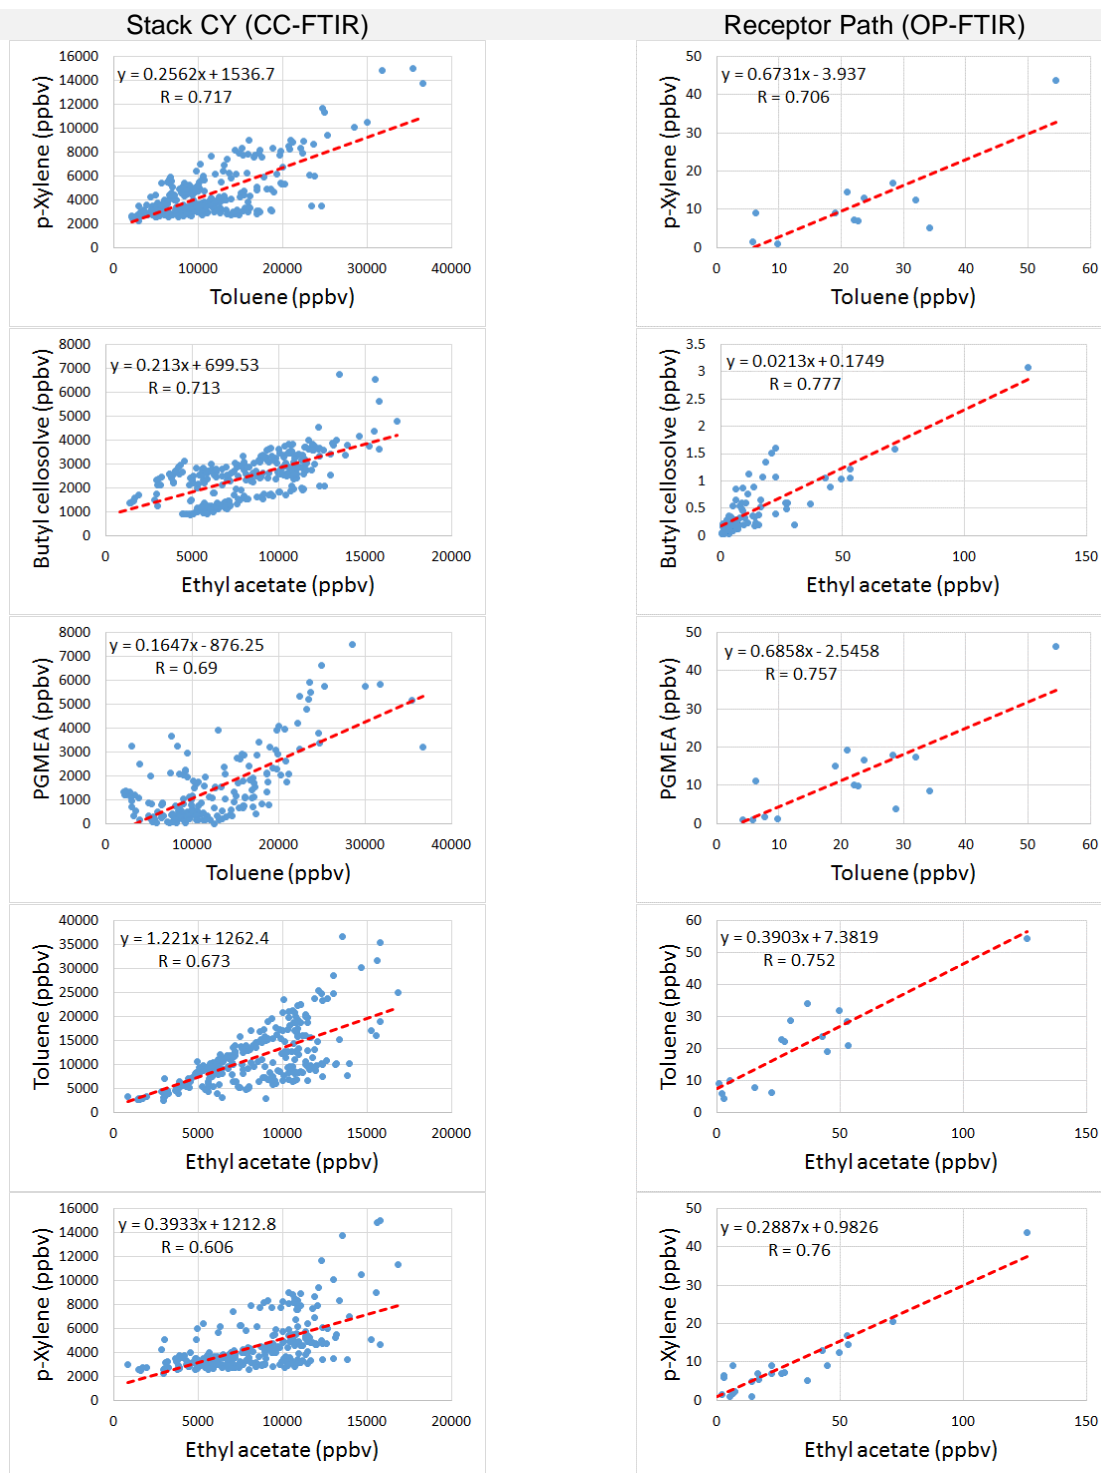 Stack CY (CC-FTIR)
Receptor Path (OP-FTIR)
p-Xylene (ppbv)
16000
14000
12000
10000
8000
6000
4000
2000
0
y = 0.2562x + 1536.7
R = 0.717
0 10000 20000 30000 40000
Toluene (ppbv)
p-Xylene (ppbv)
50
40
30
20
10
0
y = 0.6731x - 3.937
R = 0.706
0 10 20 30 40 50 60
Toluene (ppbv)
Butyl cellosolve (ppbv)
8000
7000
6000
5000
4000
3000
2000
1000
0
y = 0.213x + 699.53
R = 0.713
0 5000 10000 15000 20000
Ethyl acetate (ppbv)
Butyl cellosolve (ppbv)
3.5
3
2.5
2
1.5
1
0.5
0
y = 0.0213x + 0.1749
R = 0.777
0 50 100 150
Ethyl acetate (ppbv)
PGMEA (ppbv)
8000
7000
6000
5000
4000
3000
2000
1000
0
y = 0.1647x - 876.25
R = 0.69
0 10000 20000 30000 40000
Toluene (ppbv)
PGMEA (ppbv)
50
40
30
20
10
0
y = 0.6858x - 2.5458
R = 0.757
0 10 20 30 40 50 60
Toluene (ppbv)
Toluene (ppbv)
40000
35000
30000
25000
20000
15000
10000
5000
0
y = 1.221x + 1262.4
R = 0.673
0 5000 10000 15000 20000
Ethyl acetate (ppbv)
Toluene (ppbv)
60
50
40
30
20
10
0
y = 0.3903x + 7.3819
R = 0.752
0 50 100 150
Ethyl acetate (ppbv)
p-Xylene (ppbv)
16000
14000
12000
10000
8000
6000
4000
2000
0
y = 0.3933x + 1212.8
R = 0.606
0 5000 10000 15000 20000
Ethyl acetate (ppbv)
p-Xylene (ppbv)
50
40
30
20
10
0
y = 0.2887x + 0.9826
R = 0.76
0 50 100 150
Ethyl acetate (ppbv)